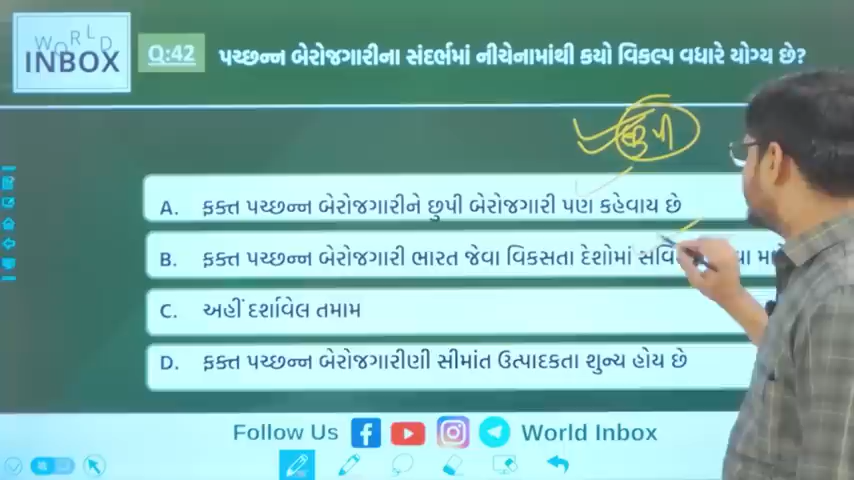 WORLD
INBOX
Q:42
પચ્છન્ન બેરોજગારીના સંદર્ભમાં નીચેનામાંથી કયો વિકલ્પ વધારે યોગ્ય છે?
છુપી
A. ફક્ત પચ્છન્ન બેરોજગારીને છુપી બેરોજગારી પણ કહેવાય છે
B. ફક્ત પચ્છન્ન બેરોજગારી ભારત જેવા વિકસતા દેશોમાં
C. અહીં દર્શાવેલ તમામ
D. ફક્ત પચ્છન્ન બેરોજગારીણી સીમાંત ઉત્પાદકતા શુન્ય હોય છે
Follow Us World Inbox